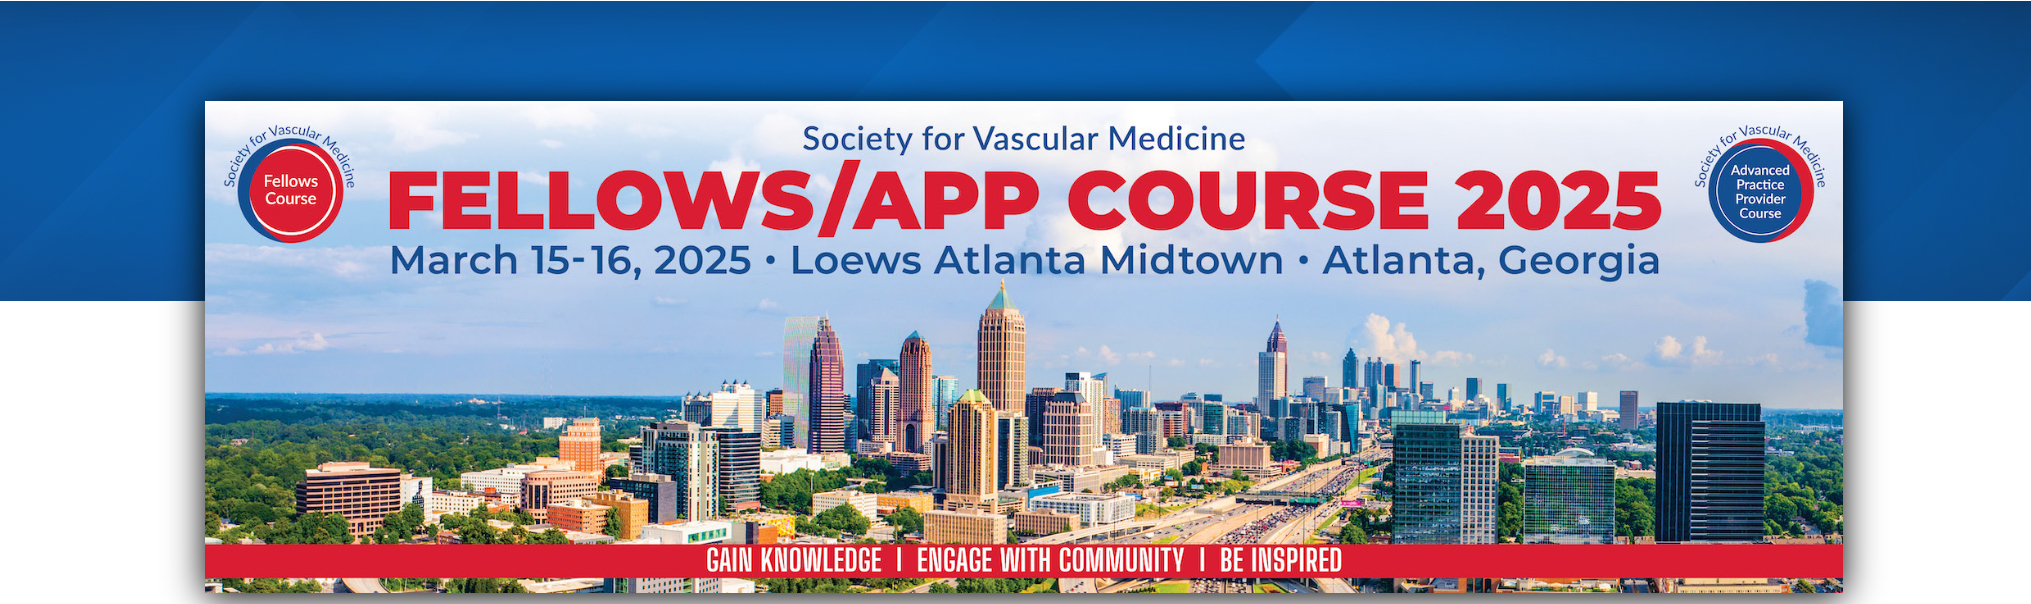 Society for Vascular Medicine
Fellows
Course
Society for Vascular Medicine
FELLOWS/APP COURSE 2025
March 15-16, 2025 • Loews Atlanta Midtown • Atlanta, Georgia
Society for Vascular Medicine
Advanced
Practice
Provider
Course
GAIN KNOWLEDGE | ENGAGE WITH COMMUNITY | BE INSPIRED